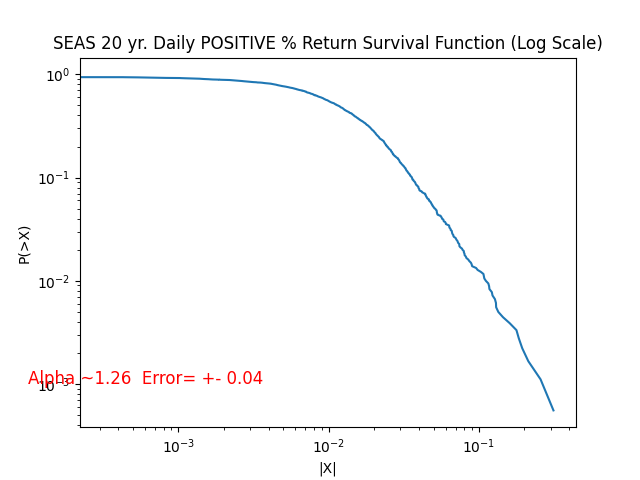 SEAS 20 yr. Daily POSITIVE % Return Survival Function (Log Scale)
10⁰
10⁻¹
P(>X)
10⁻²
10⁻³
Alpha ~1.26 Error= +- 0.04
10⁻³ 10⁻² 10⁻¹
|X|